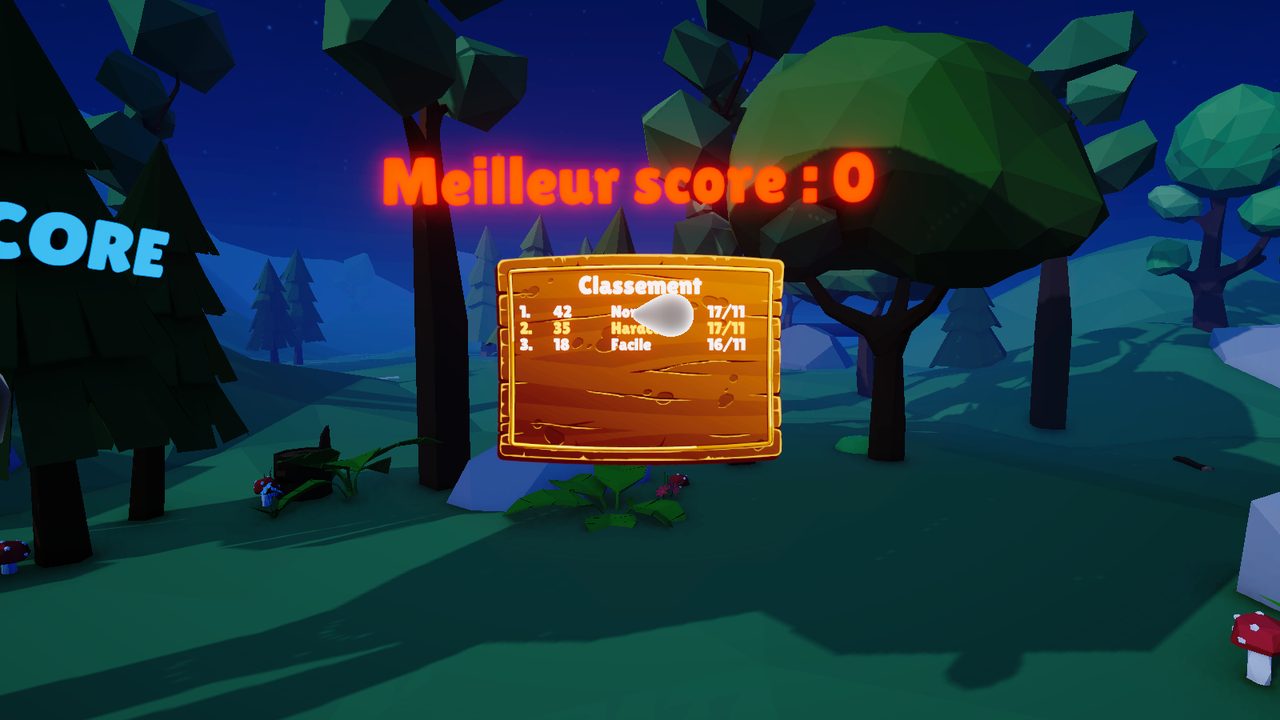 Meilleur score : 0
CORE
Classement
1. 42 17/11
2. 35 17/11
3. 18 Facile 16/11